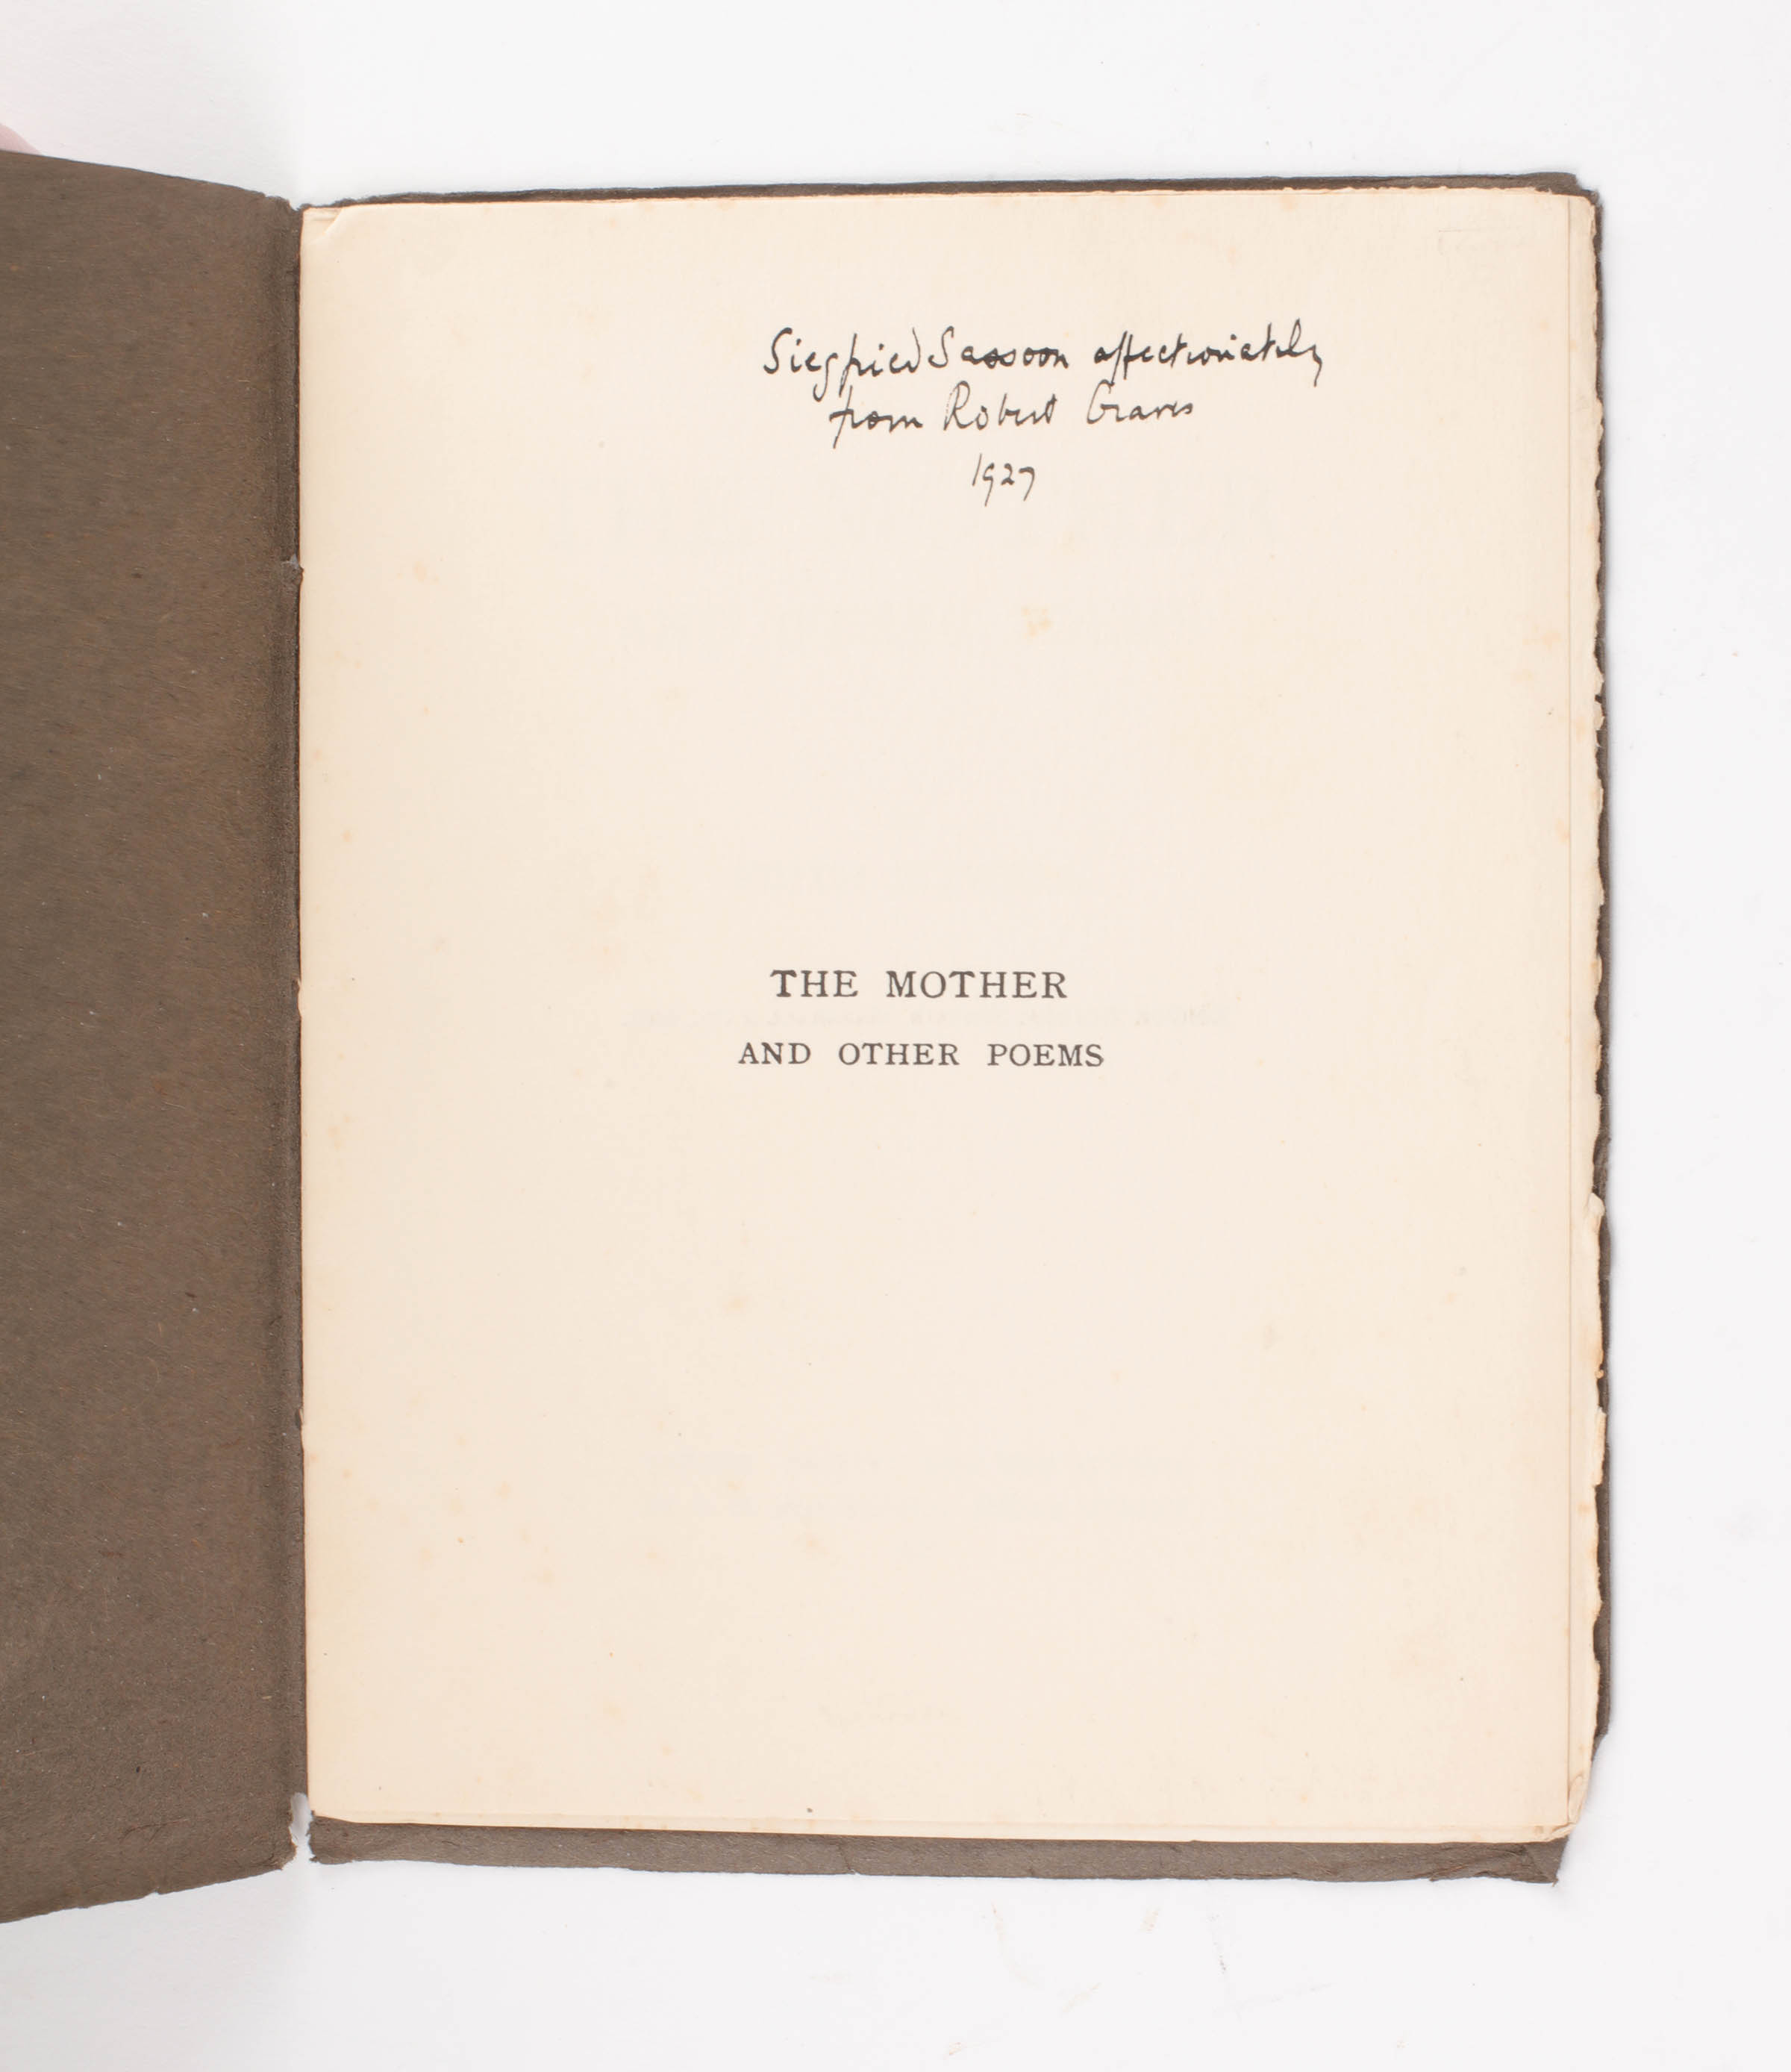 Siegfried Sassoon affectionately
from Robert Graves
1927
THE MOTHER
AND OTHER POEMS